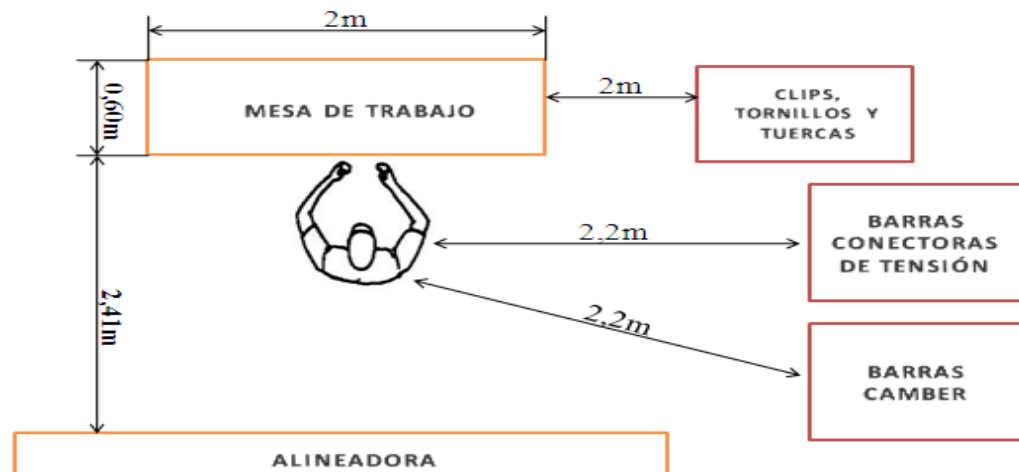 2m
0,60m
MESA DE TRABAJO
2m
CLIPS,
TORNILLOS Y
TUERCAS
2,2m
BARRAS
CONECTORAS
DE TENSIÓN
2,41m
2,2m
BARRAS
CAMBER
ALINEADORA